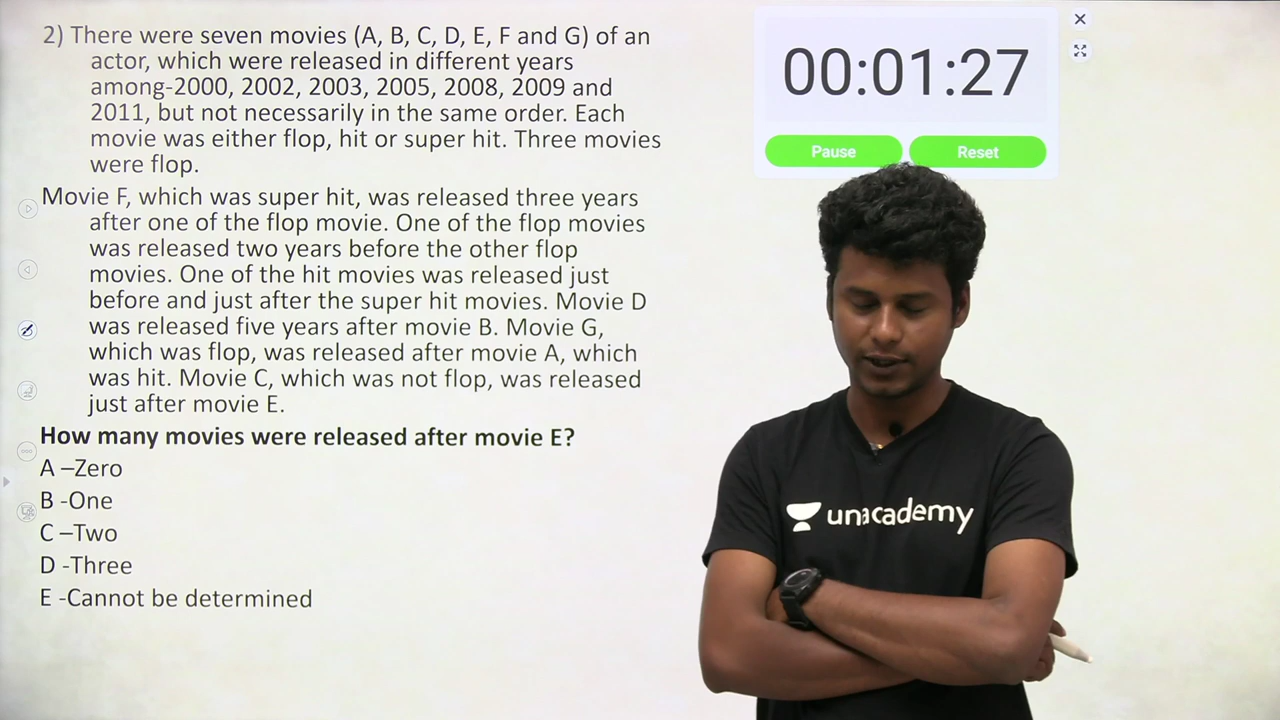 2) There were seven movies (A, B, C, D, E, F and G) of an
actor, which were released in different years
among-2000, 2002, 2003, 2005, 2008, 2009 and
2011, but not necessarily in the same order. Each
movie was either flop, hit or super hit. Three movies
were flop.
Movie F, which was super hit, was released three years
after one of the flop movie. One of the flop movies
was released two years before the other flop
movies. One of the hit movies was released just
before and just after the super hit movies. Movie D
was released five years after movie B. Movie G,
which was flop, was released after movie A, which
was hit. Movie C, which was not flop, was released
just after movie E.
How many movies were released after movie E?
A –Zero
B -One
C –Two
D -Three
E -Cannot be determined
00:01:27
Pause Reset
unacademy